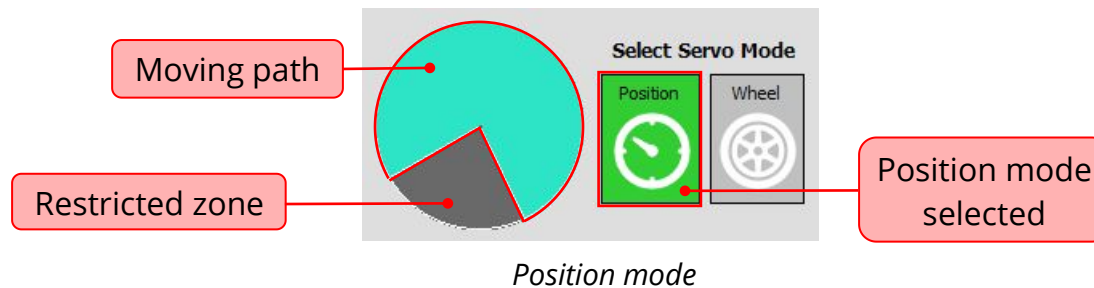 Moving path
Select Servo Mode
Position
Wheel
Restricted zone
Position mode
selected
Position mode